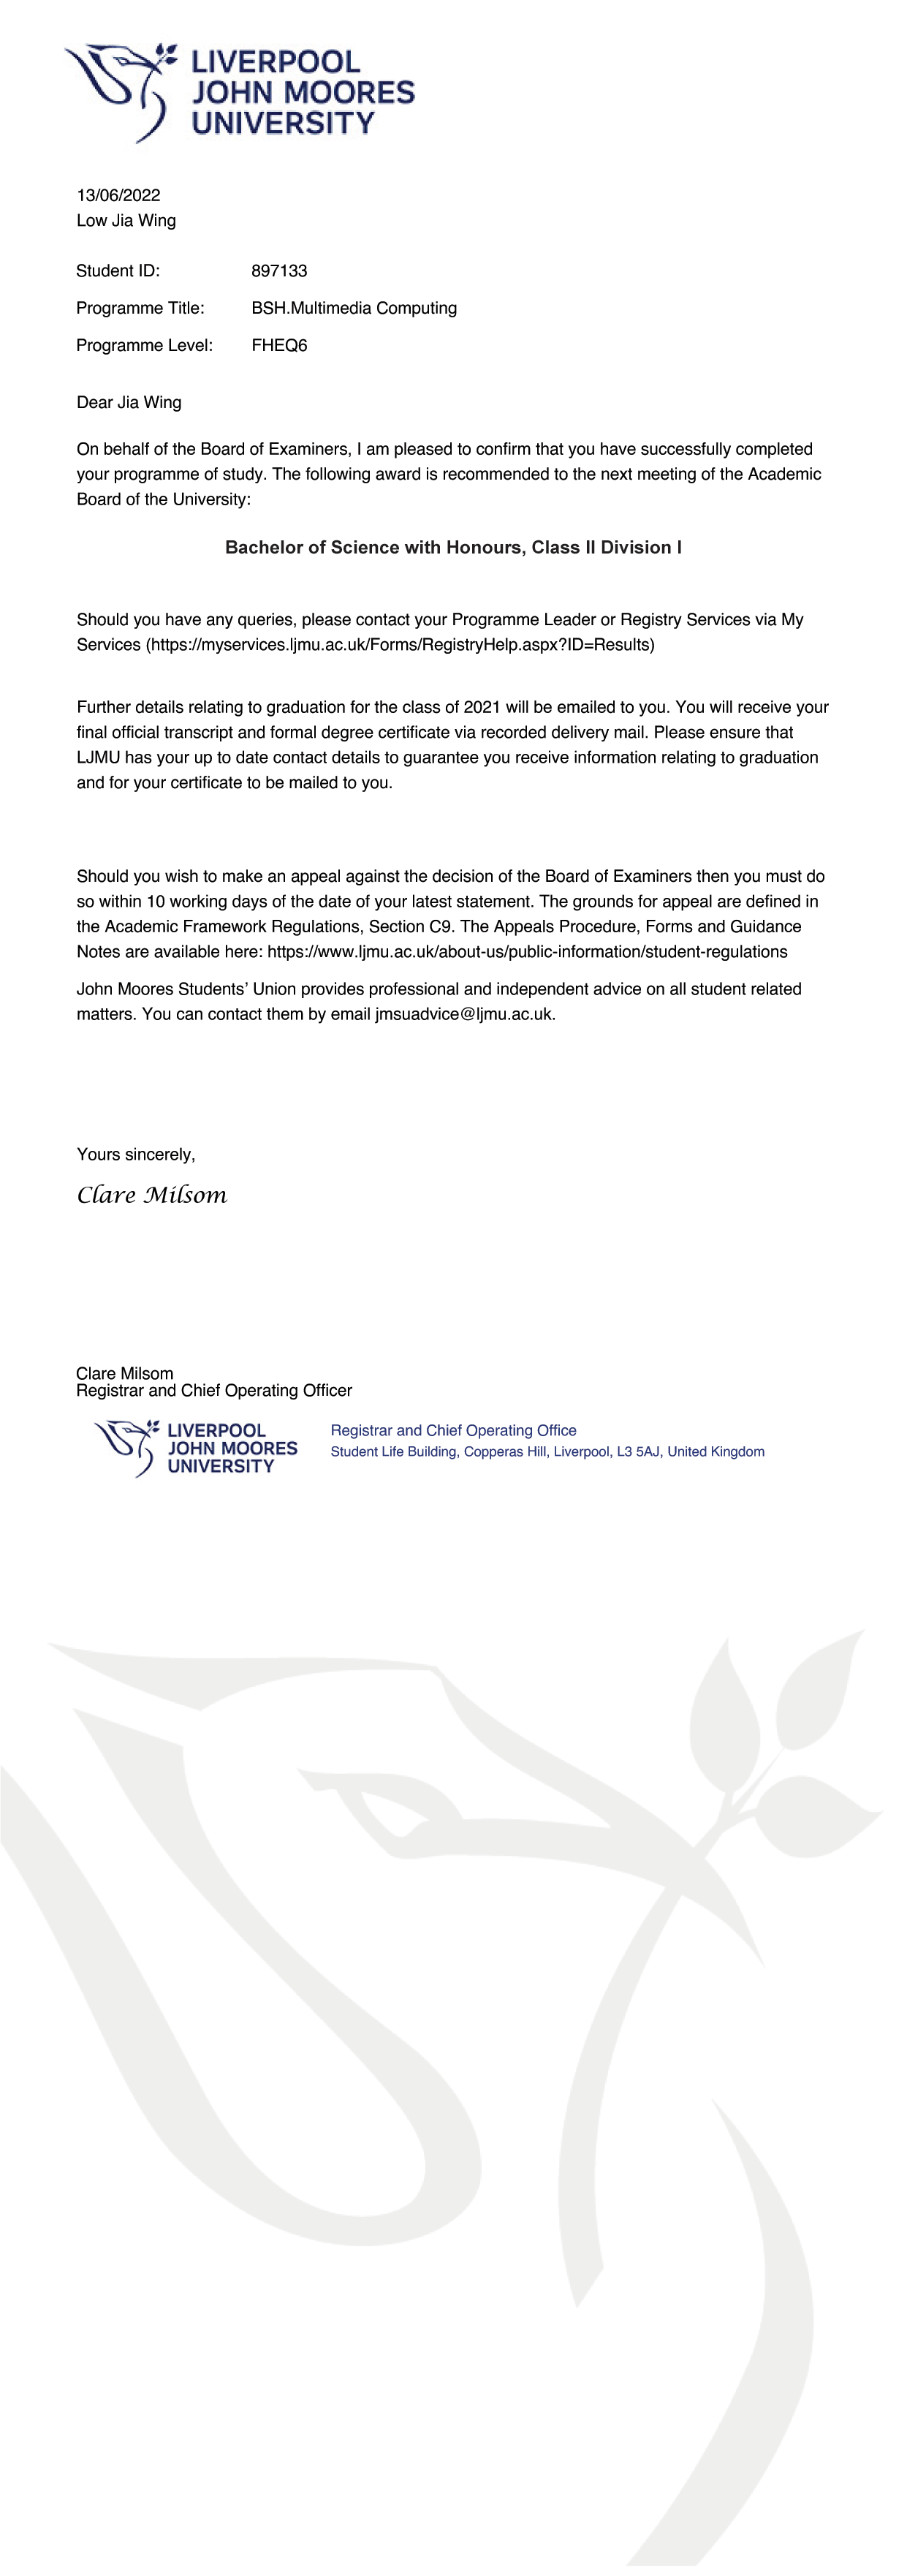 LIVERPOOL
JOHN MOORES
UNIVERSITY
13/06/2022
Low Jia Wing
Student ID: 897133
Programme Title: BSH.Multimedia Computing
Programme Level: FHEQ6
Dear Jia Wing
On behalf of the Board of Examiners, I am pleased to confirm that you have successfully completed
your programme of study. The following award is recommended to the next meeting of the Academic
Board of the University:
Bachelor of Science with Honours, Class II Division I
Should you have any queries, please contact your Programme Leader or Registry Services via My
Services (https://myservices.ljmu.ac.uk/Forms/RegistryHelp.aspx?ID=Results)
Further details relating to graduation for the class of 2021 will be emailed to you. You will receive your
final official transcript and formal degree certificate via recorded delivery mail. Please ensure that
LJMU has your up to date contact details to guarantee you receive information relating to graduation
and for your certificate to be mailed to you.
Should you wish to make an appeal against the decision of the Board of Examiners then you must do
so within 10 working days of the date of your latest statement. The grounds for appeal are defined in
the Academic Framework Regulations, Section C9. The Appeals Procedure, Forms and Guidance
Notes are available here: https://www.ljmu.ac.uk/about-us/public-information/student-regulations
John Moores Students’ Union provides professional and independent advice on all student related
matters. You can contact them by email jmsuadvice@ljmu.ac.uk.
Yours sincerely,
Clare Milsom
Clare Milsom
Registrar and Chief Operating Officer
LIVERPOOL
JOHN MOORES
UNIVERSITY
Registrar and Chief Operating Office
Student Life Building, Copperas Hill, Liverpool, L3 5AJ, United Kingdom